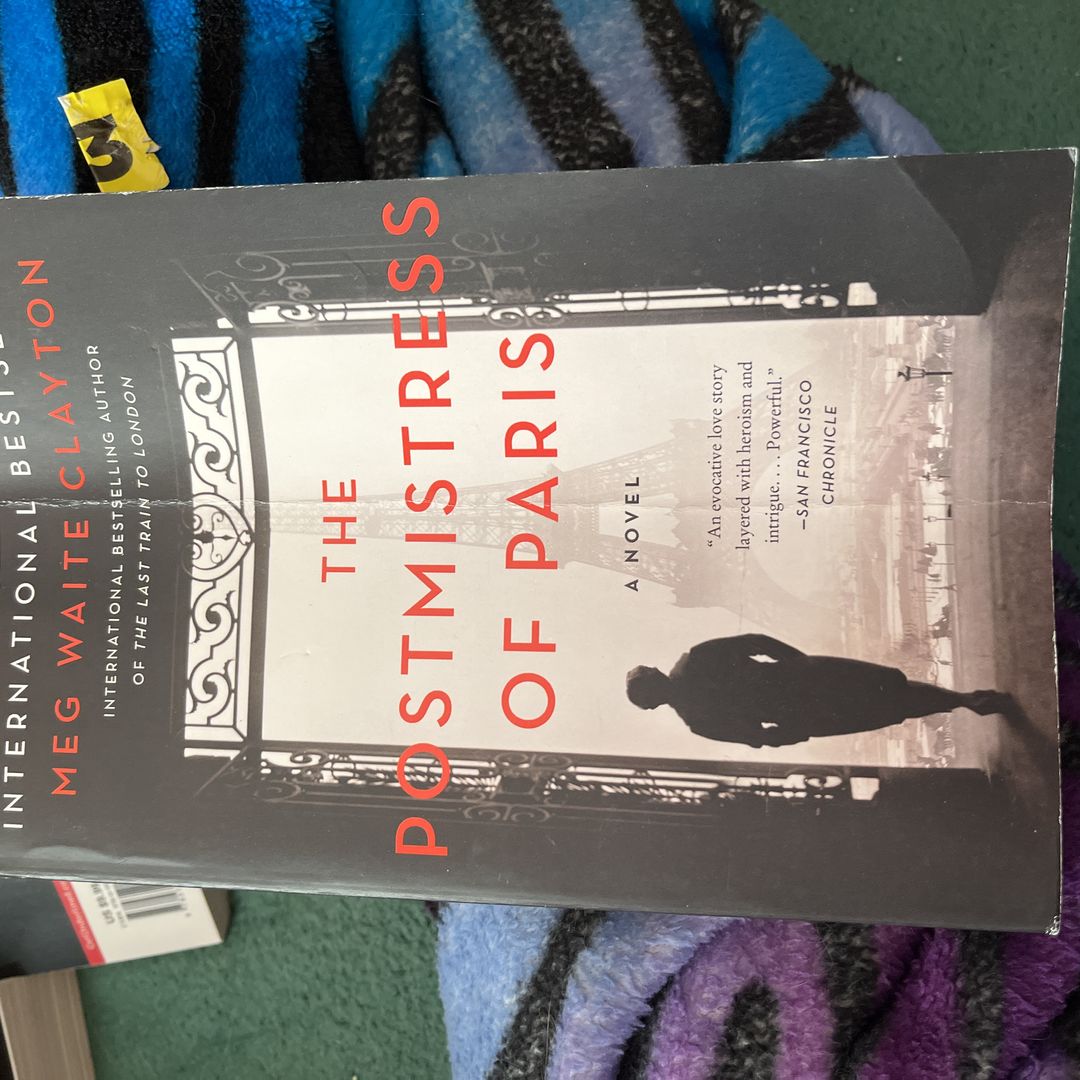 INTERNATIONAL BESTSE
MEG WAITE CLAYTON
INTERNATIONAL BESTSELLING AUTHOR
OF THE LAST TRAIN TO LONDON
THE
POSTMISTRESS
OF PARIS
A NOVEL
“An evocative love story
layered with heroism and
intrigue. . . . Powerful.”
—SAN FRANCISCO
CHRONICLE
3